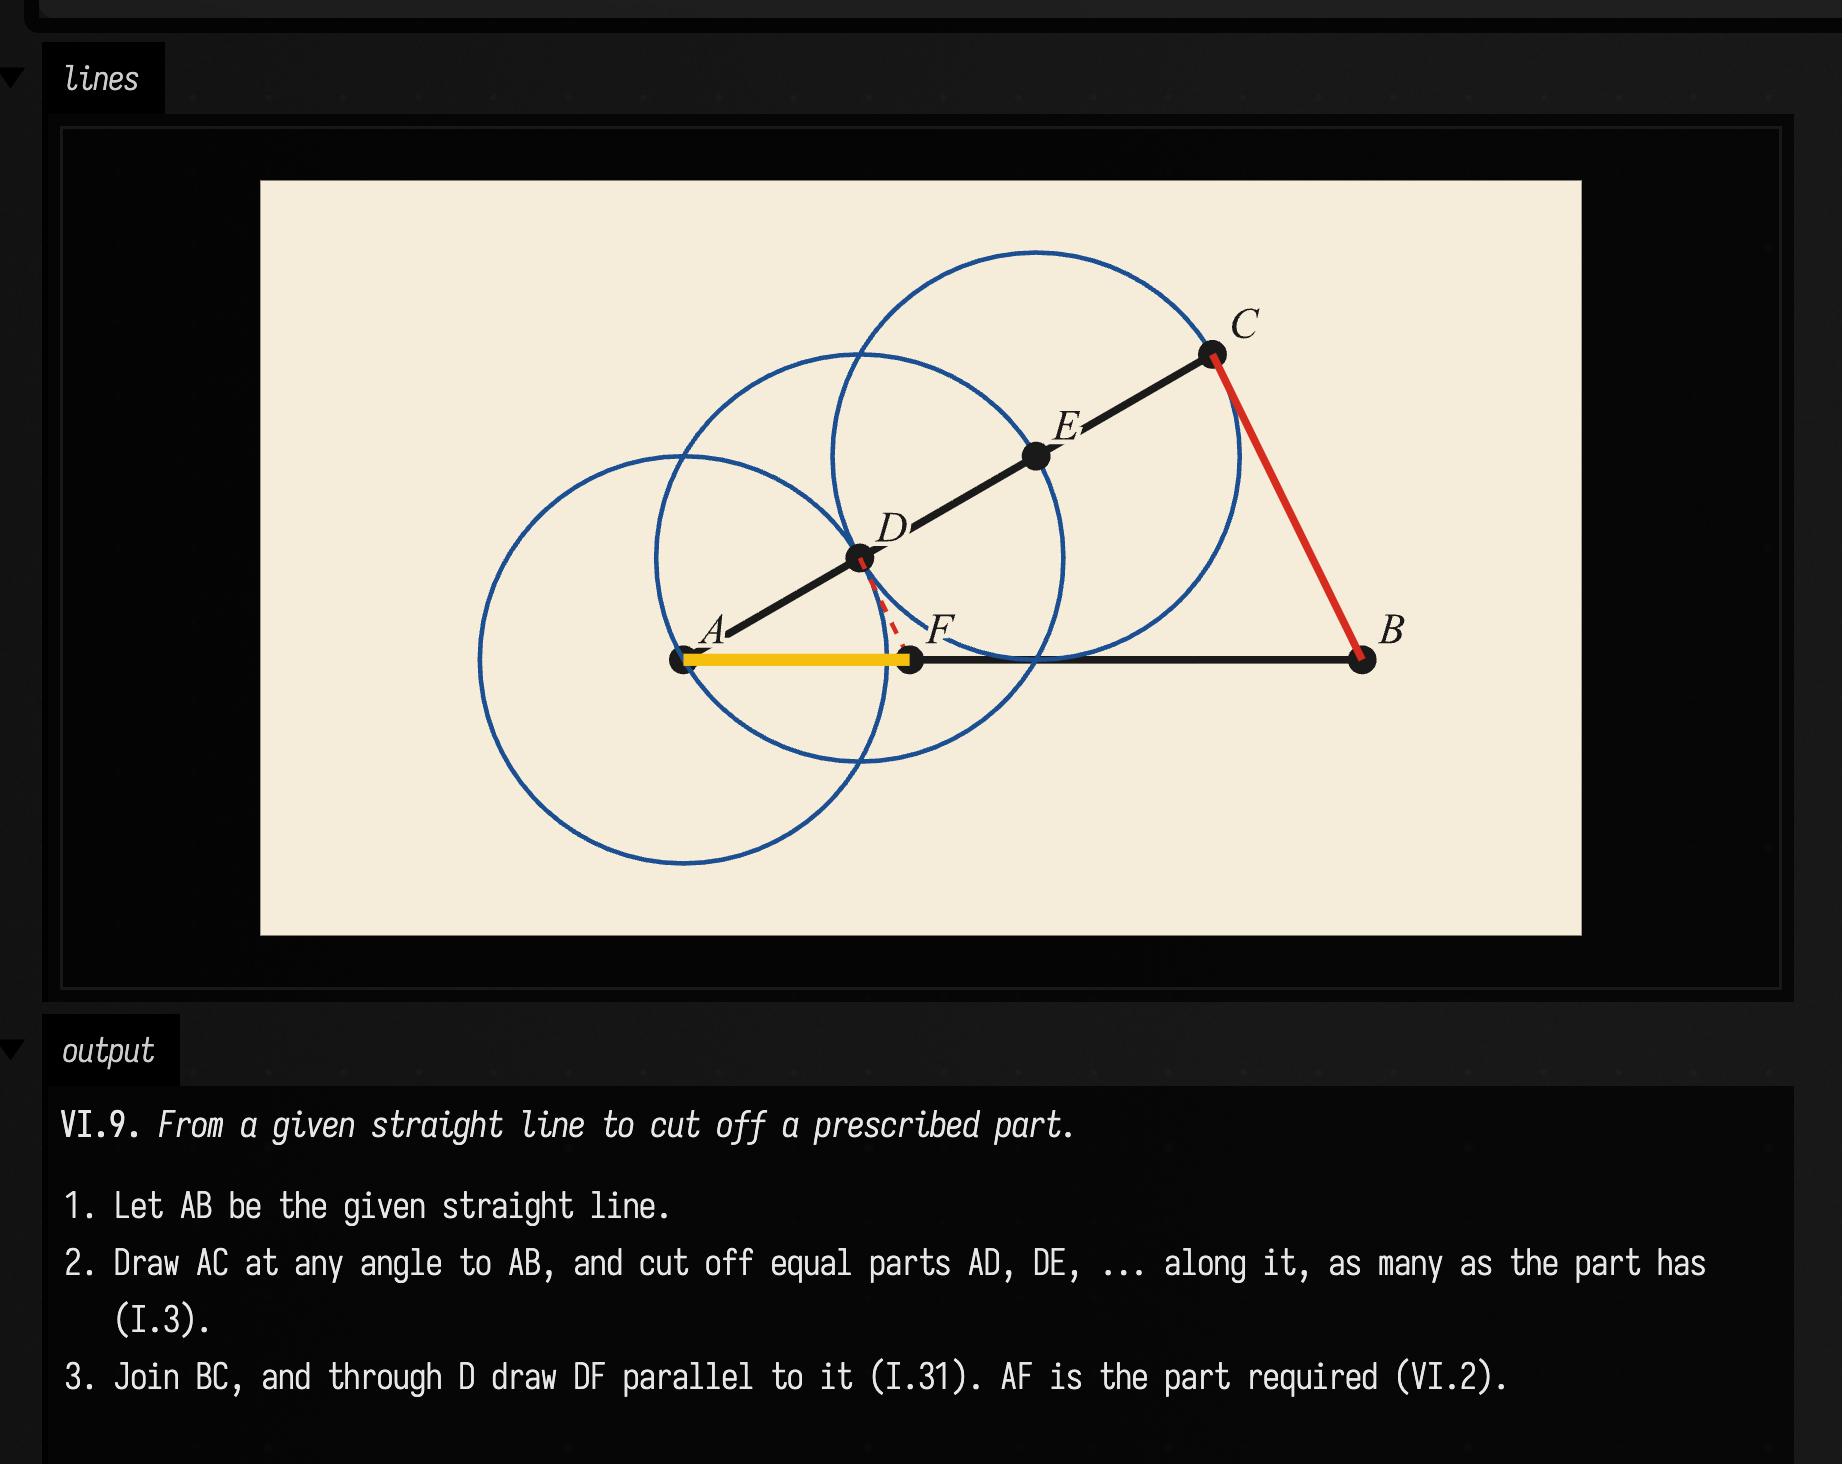 lines
C
E
D
A
F
B
output
VI.9. From a given straight line to cut off a prescribed part.
1. Let AB be the given straight line.
2. Draw AC at any angle to AB, and cut off equal parts AD, DE, ... along it, as many as the part has
(I.3).
3. Join BC, and through D draw DF parallel to it (I.31). AF is the part required (VI.2).